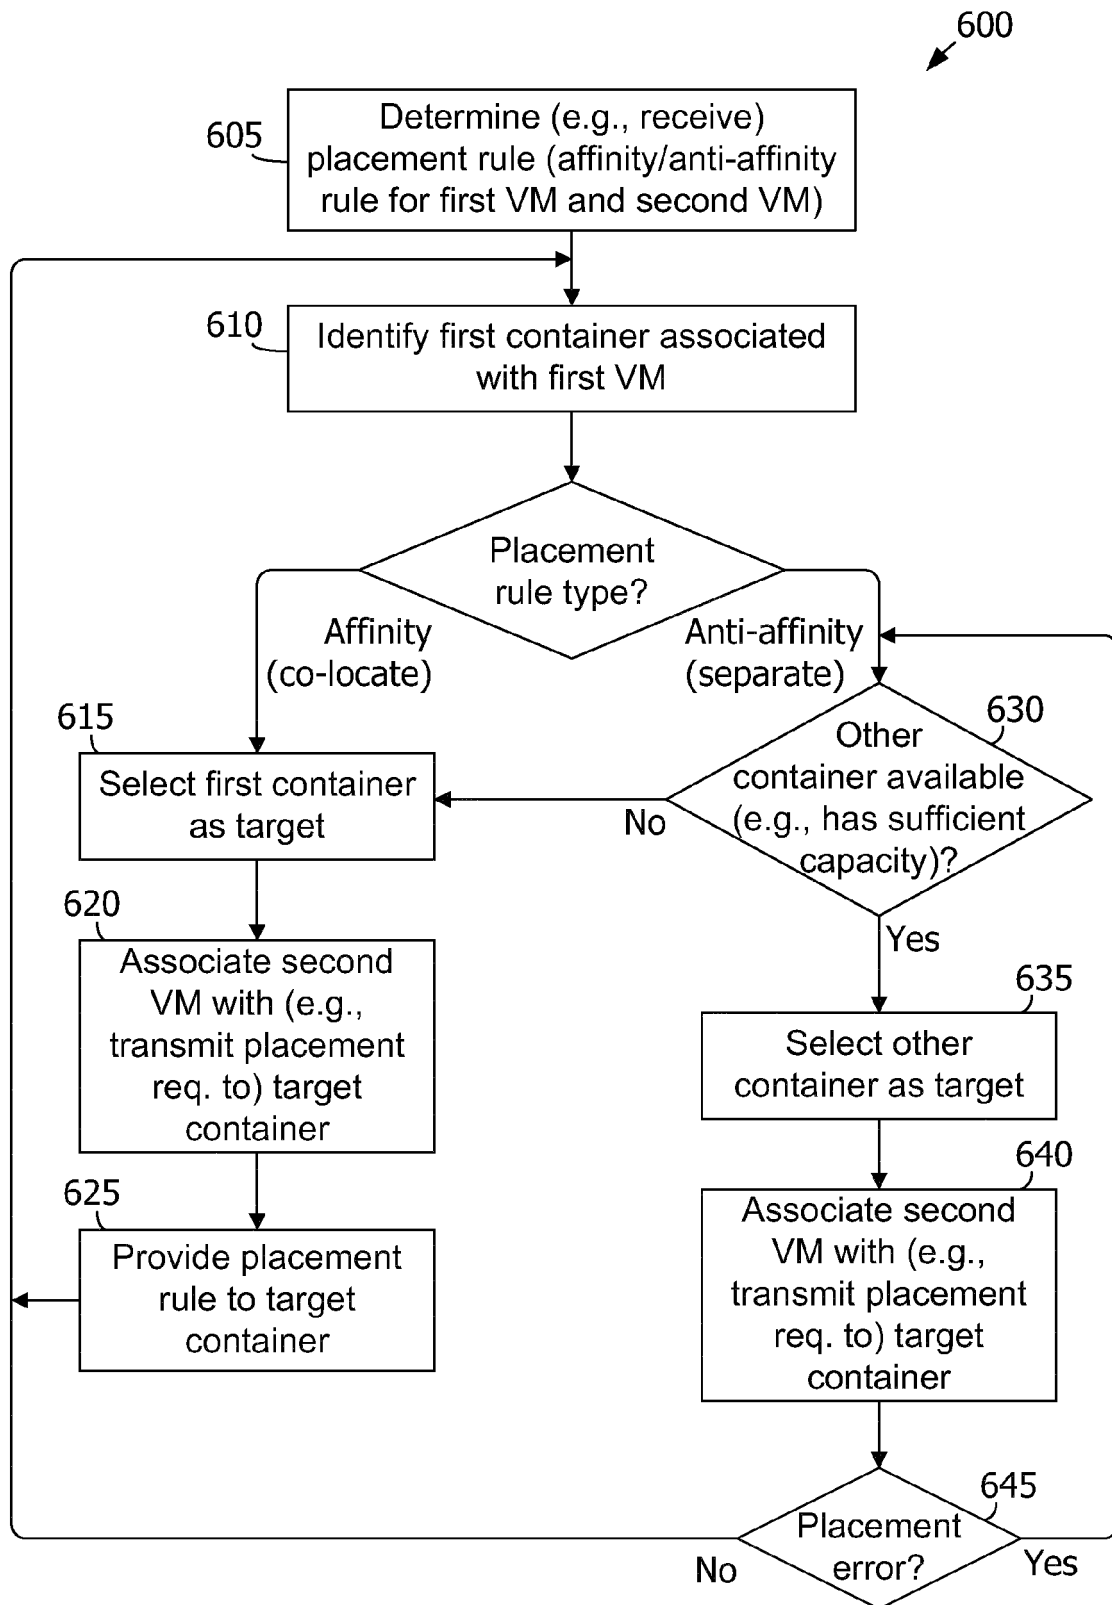 600
605
Determine (e.g., receive)
placement rule (affinity/anti-affinity
rule for first VM and second VM)
610
Identify first container associated
with first VM
Placement
rule type?
Affinity
(co-locate)
Anti-affinity
(separate)
615
Select first container
as target
630
Other
container available
(e.g., has sufficient
capacity)?
No
Yes
620
Associate second
VM with (e.g.,
transmit placement
req. to) target
container
635
Select other
container as target
625
Provide placement
rule to target
container
640
Associate second
VM with (e.g.,
transmit placement
req. to) target
container
645
Placement
error?
No
Yes